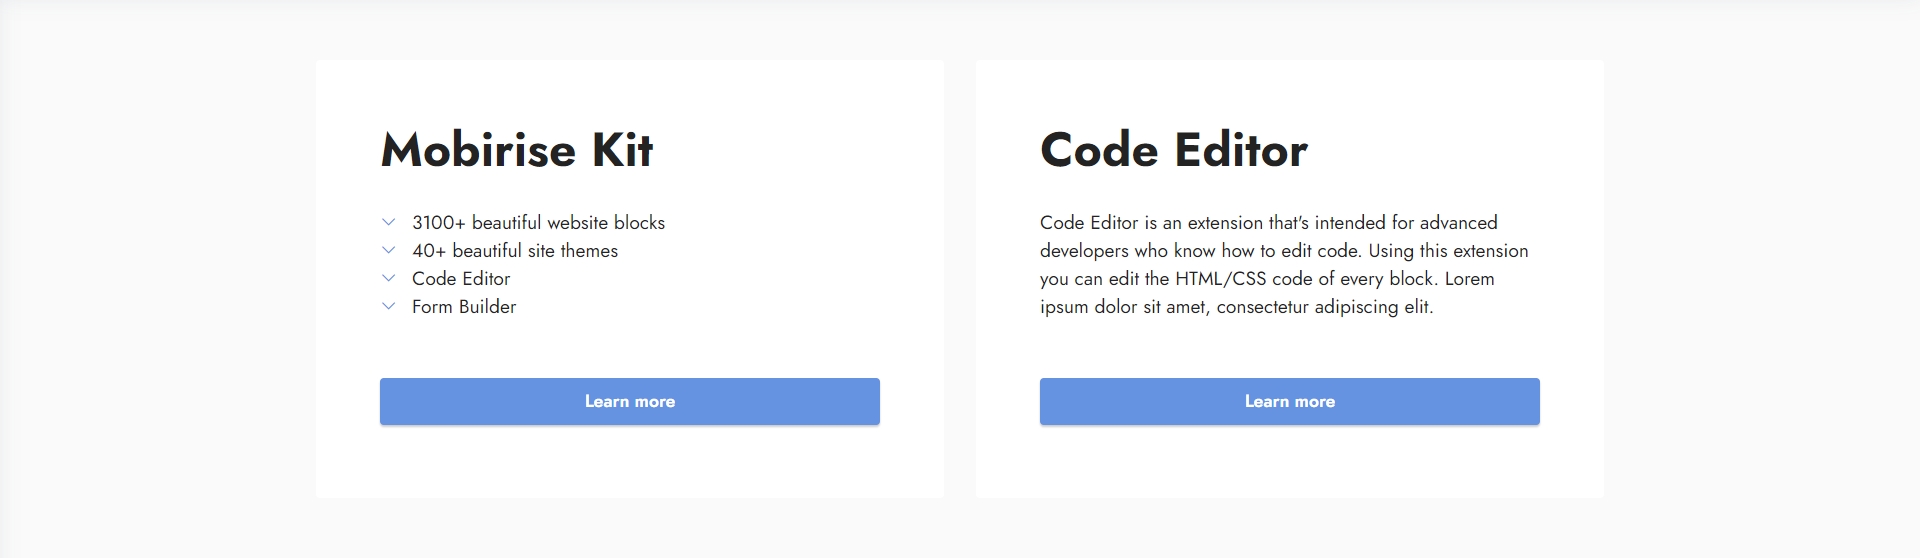 Mobirise Kit
3100+ beautiful website blocks
40+ beautiful site themes
Code Editor
Form Builder
Learn more
Code Editor
Code Editor is an extension that's intended for advanced
developers who know how to edit code. Using this extension
you can edit the HTML/CSS code of every block. Lorem
ipsum dolor sit amet, consectetur adipiscing elit.
Learn more